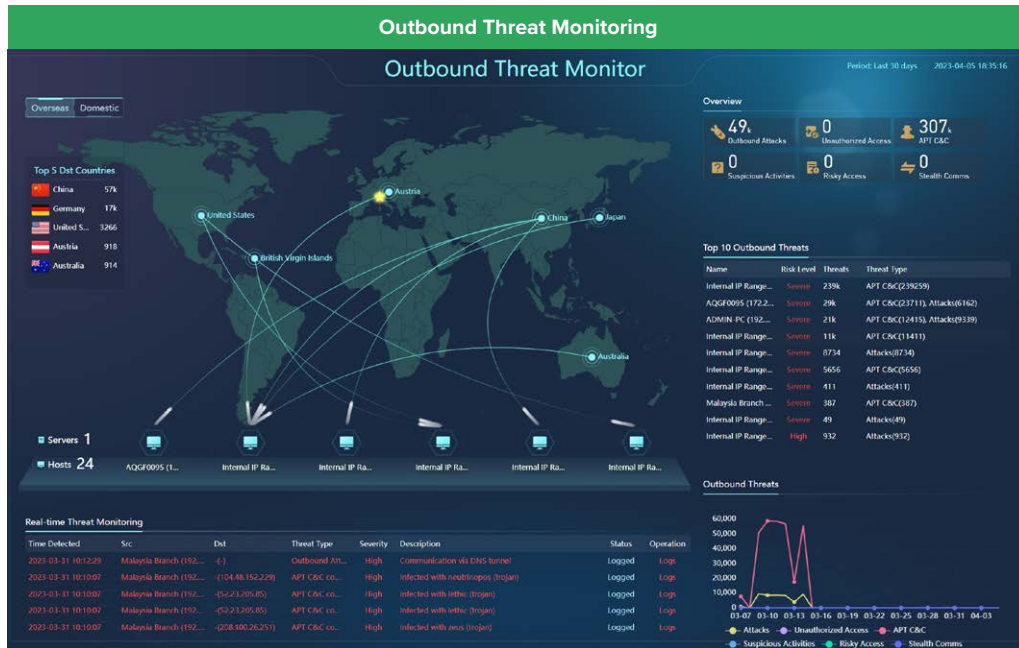 Outbound Threat Monitoring
Outbound Threat Monitor
Period: Last 30 days 2023-04-05 18:35:16
Overseas Domestic
Top 5 Dst Countries
China 57k
Germany 17k
United S... 3266
Austria 918
Australia 914
United States
British Virgin Islands
Austria
China
Japan
Australia
Servers 1
Hosts 24
AQGF0095 (1...
Internal IP Ra...
Internal IP Ra...
Internal IP Ra...
Internal IP Ra...
Internal IP Ra...
Overview
49k Outbound Attacks
0 Unauthorized Access
307k APT C&C
0 Suspicious Activities
0 Risky Access
0 Stealth Comms
Top 10 Outbound Threats
Name Risk Level Threats Threat Type
Internal IP Range... Severe 239k APT C&C(239259)
AQGF0095 (172.2... Severe 29k APT C&C(23711), Attacks(6162)
ADMIN-PC (192.... Severe 21k APT C&C(12415), Attacks(9339)
Internal IP Range... Severe 11k APT C&C(11411)
Internal IP Range... Severe 8734 Attacks(8734)
Internal IP Range... Severe 5656 APT C&C(5656)
Internal IP Range... Severe 411 Attacks(411)
Malaysia Branch ... Severe 387 APT C&C(387)
Internal IP Range... Severe 49 Attacks(49)
Internal IP Range... High 932 Attacks(932)
Real-time Threat Monitoring
Time Detected Src Dst Threat Type Severity Description Status Operation
2023-03-31 10:12:29 Malaysia Branch (192.... -(-) Outbound Att... High Communication via DNS tunnel Logged Logs
2023-03-31 10:10:07 Malaysia Branch (192.... -(104.48.152.229) APT C&C co... High Infected with neutrinopos (trojan) Logged Logs
2023-03-31 10:10:07 Malaysia Branch (192.... -(52.23.205.85) APT C&C co... High Infected with lethic (trojan) Logged Logs
2023-03-31 10:10:07 Malaysia Branch (192.... -(52.23.205.85) APT C&C co... High Infected with lethic (trojan) Logged Logs
2023-03-31 10:10:07 Malaysia Branch (192.... -(208.100.26.251) APT C&C co... High Infected with zeus (trojan) Logged Logs
Outbound Threats
60,000
50,000
40,000
30,000
20,000
10,000
0
03-07 03-10 03-13 03-16 03-19 03-22 03-25 03-28 03-31 04-03
Attacks Unauthorized Access APT C&C
Suspicious Activities Risky Access Stealth Comms